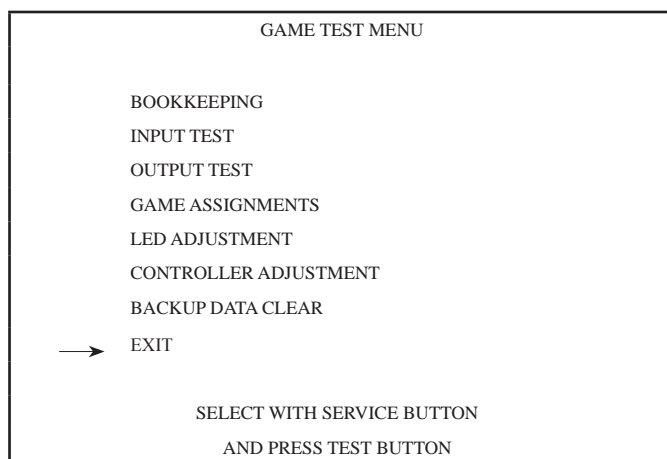 GAME TEST MENU
BOOKKEEPING
INPUT TEST
OUTPUT TEST
GAME ASSIGNMENTS
LED ADJUSTMENT
CONTROLLER ADJUSTMENT
BACKUP DATA CLEAR
EXIT
SELECT WITH SERVICE BUTTON
AND PRESS TEST BUTTON